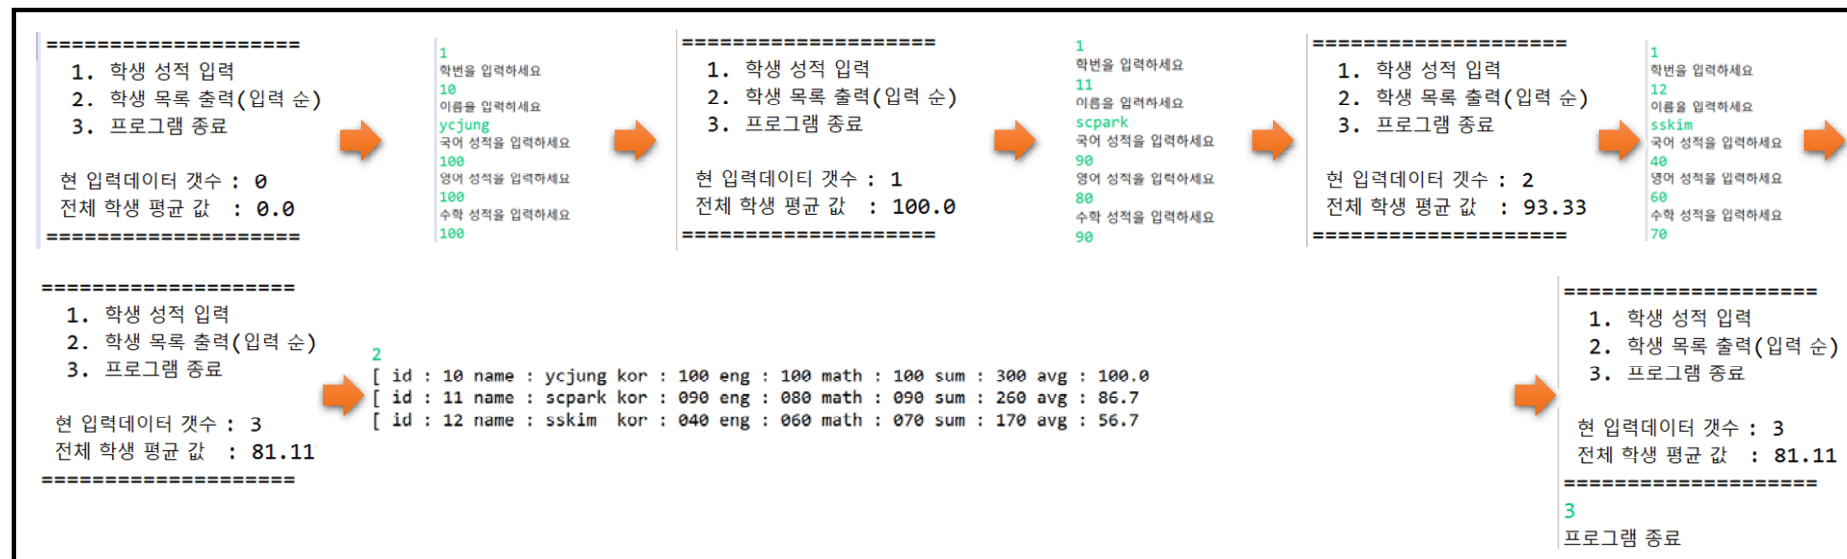 ====================
1. 학생 성적 입력
2. 학생 목록 출력(입력 순)
3. 프로그램 종료
현 입력데이터 갯수 : 0
전체 학생 평균 값 : 0.0
====================
1
학번을 입력하세요
10
이름을 입력하세요
ycjung
국어 성적을 입력하세요
100
영어 성적을 입력하세요
100
수학 성적을 입력하세요
100
====================
1. 학생 성적 입력
2. 학생 목록 출력(입력 순)
3. 프로그램 종료
현 입력데이터 갯수 : 1
전체 학생 평균 값 : 100.0
====================
1
학번을 입력하세요
11
이름을 입력하세요
scpark
국어 성적을 입력하세요
90
영어 성적을 입력하세요
80
수학 성적을 입력하세요
90
====================
1. 학생 성적 입력
2. 학생 목록 출력(입력 순)
3. 프로그램 종료
현 입력데이터 갯수 : 2
전체 학생 평균 값 : 93.33
====================
1
학번을 입력하세요
12
이름을 입력하세요
sskim
국어 성적을 입력하세요
40
영어 성적을 입력하세요
60
수학 성적을 입력하세요
70
====================
1. 학생 성적 입력
2. 학생 목록 출력(입력 순)
3. 프로그램 종료
현 입력데이터 갯수 : 3
전체 학생 평균 값 : 81.11
====================
2
[ id : 10 name : ycjung kor : 100 eng : 100 math : 100 sum : 300 avg : 100.0
[ id : 11 name : scpark kor : 090 eng : 080 math : 090 sum : 260 avg : 86.7
[ id : 12 name : sskim kor : 040 eng : 060 math : 070 sum : 170 avg : 56.7
====================
1. 학생 성적 입력
2. 학생 목록 출력(입력 순)
3. 프로그램 종료
현 입력데이터 갯수 : 3
전체 학생 평균 값 : 81.11
====================
3
프로그램 종료